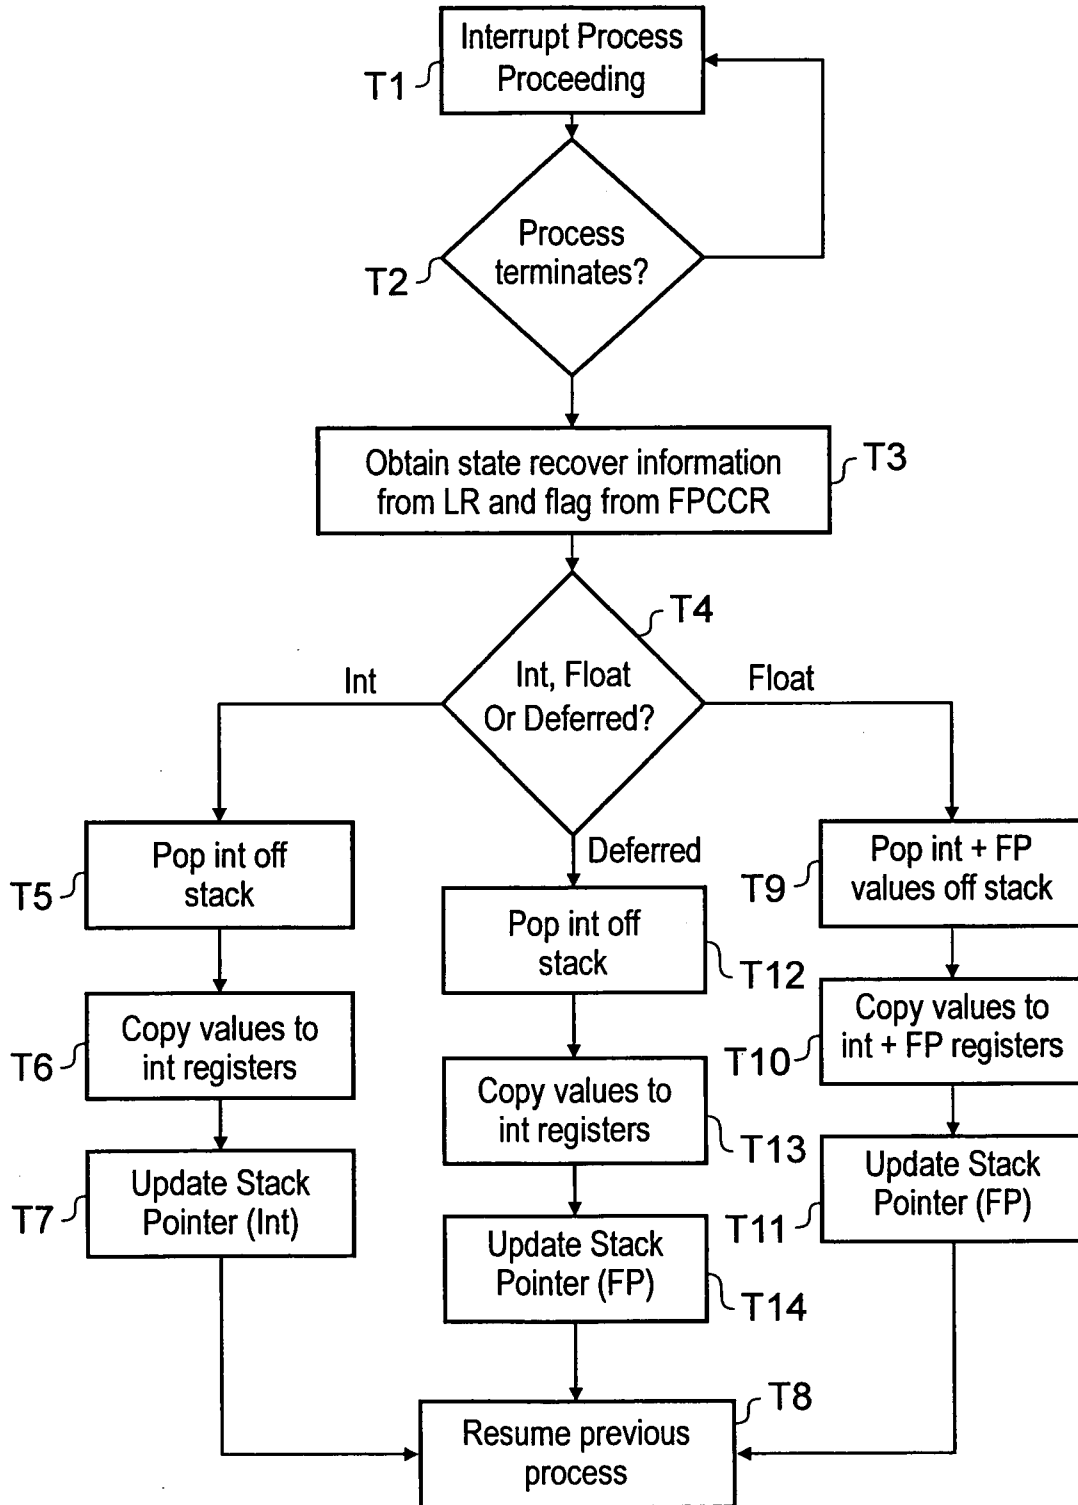 Interrupt Process
Proceeding
T1
Process
terminates?
T2
Obtain state recover information
from LR and flag from FPCCR
T3
T4
Int, Float
Or Deferred?
Int
Float
Deferred
Pop int off
stack
T5
Copy values to
int registers
T6
Update Stack
Pointer (Int)
T7
Pop int off
stack
T12
Copy values to
int registers
T13
Update Stack
Pointer (FP)
T14
Pop int + FP
values off stack
T9
Copy values to
int + FP registers
T10
Update Stack
Pointer (FP)
T11
T8
Resume previous
process